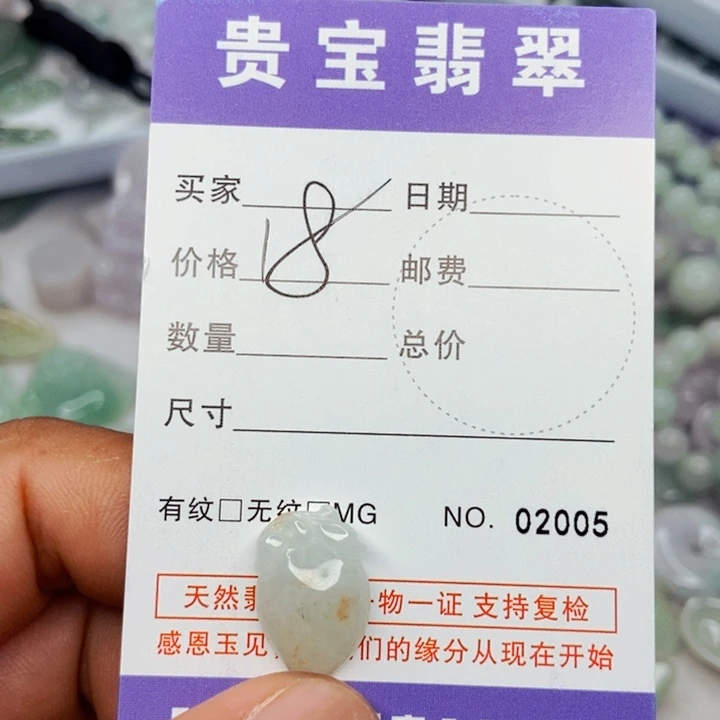 贵宝翡翠
买家 日期
价格 18 邮费
数量 总价
尺寸
有纹□无纹□MG NO. 02005
天然 物一证 支持复检
感恩玉见 们的缘分从现在开始